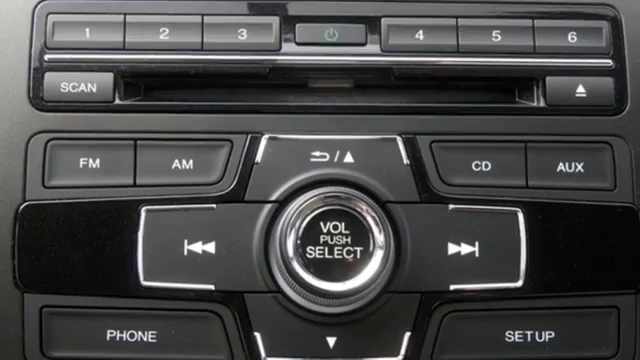 1 2 3 4 5 6
SCAN
FM AM CD AUX
VOL
PUSH
SELECT
PHONE SETUP